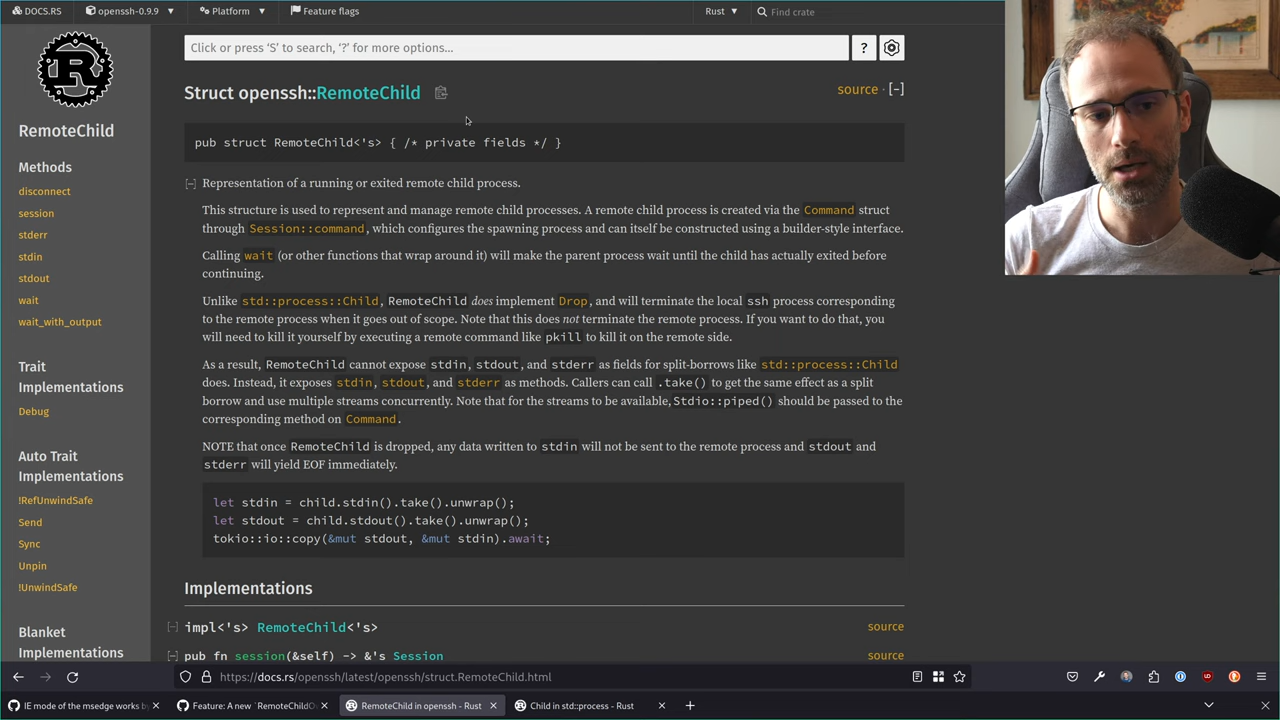 DOCS.RS
openssh-0.9.9
Platform
Feature flags
Rust
Find crate
Click or press ‘S’ to search, ‘?’ for more options…
?
RemoteChild
Methods
disconnect
session
stderr
stdin
stdout
wait
wait_with_output
Trait
Implementations
Debug
Auto Trait
Implementations
!RefUnwindSafe
Send
Sync
Unpin
!UnwindSafe
Blanket
Implementations
Struct openssh::RemoteChild
source · [-]
pub struct RemoteChild<'s> { /* private fields */ }
[-] Representation of a running or exited remote child process.
This structure is used to represent and manage remote child processes. A remote child process is created via the Command struct
through Session::command, which configures the spawning process and can itself be constructed using a builder-style interface.
Calling wait (or other functions that wrap around it) will make the parent process wait until the child has actually exited before
continuing.
Unlike std::process::Child, RemoteChild does implement Drop, and will terminate the local ssh process corresponding
to the remote process when it goes out of scope. Note that this does not terminate the remote process. If you want to do that, you
will need to kill it yourself by executing a remote command like pkill to kill it on the remote side.
As a result, RemoteChild cannot expose stdin, stdout, and stderr as fields for split-borrows like std::process::Child
does. Instead, it exposes stdin, stdout, and stderr as methods. Callers can call .take() to get the same effect as a split
borrow and use multiple streams concurrently. Note that for the streams to be available, Stdio::piped() should be passed to the
corresponding method on Command.
NOTE that once RemoteChild is dropped, any data written to stdin will not be sent to the remote process and stdout and
stderr will yield EOF immediately.
let stdin = child.stdin().take().unwrap();
let stdout = child.stdout().take().unwrap();
tokio::io::copy(&mut stdout, &mut stdin).await;
Implementations
[-] impl<'s> RemoteChild<'s>
source
[-] pub fn session(&self) -> &'s Session
source
https://docs.rs/openssh/latest/openssh/struct.RemoteChild.html
IE mode of the msedge works b
Feature: A new `RemoteChildO
RemoteChild in openssh - Rust
Child in std::process - Rust